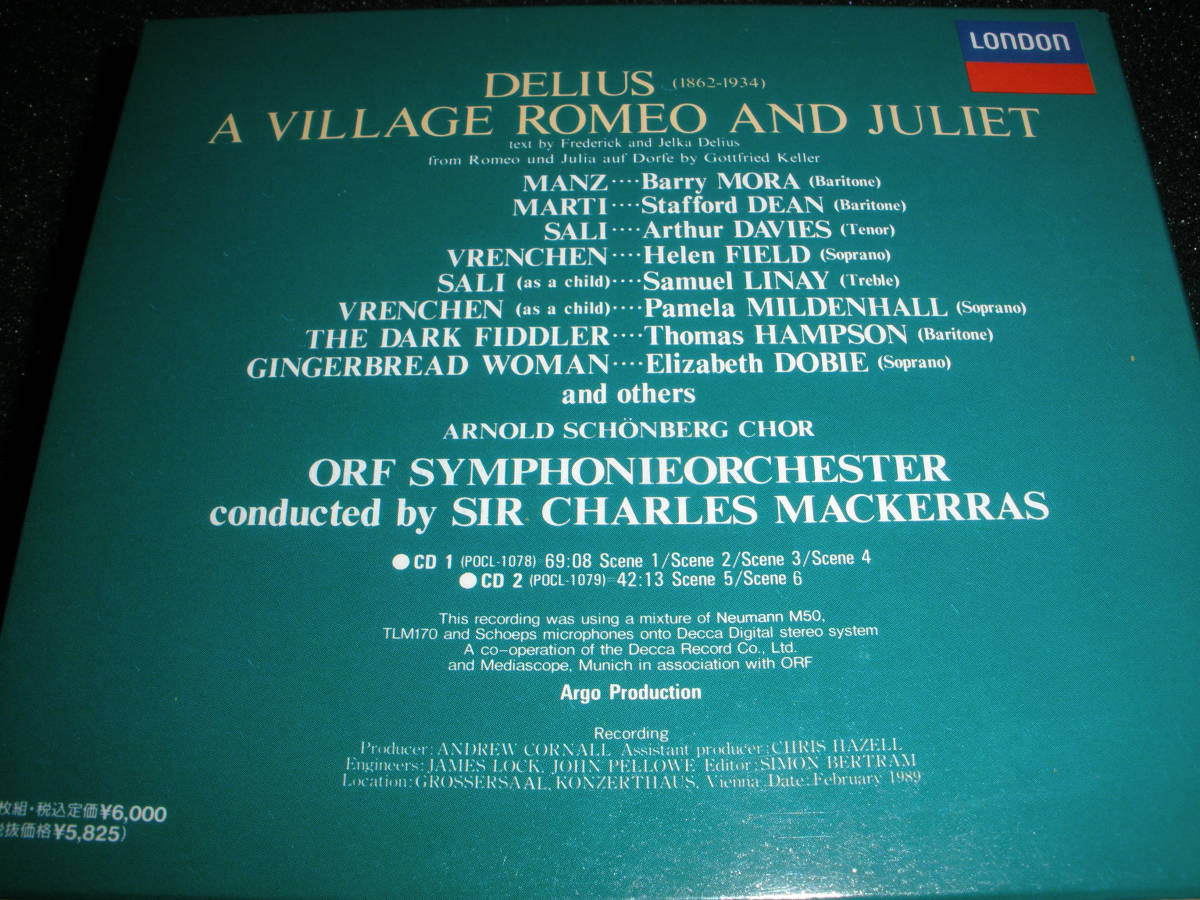 LONDON
DELIUS (1862-1934)
A VILLAGE ROMEO AND JULIET
text by Frederick and Jelka Delius
from Romeo und Julia auf Dorfe by Gottfried Keller
MANZ····Barry MORA (Baritone)
MARTI····Stafford DEAN (Baritone)
SALI····Arthur DAVIES (Tenor)
VRENCHEN····Helen FIELD (Soprano)
SALI (as a child)····Samuel LINAY (Treble)
VRENCHEN (as a child)····Pamela MILDENHALL (Soprano)
THE DARK FIDDLER····Thomas HAMPSON (Baritone)
GINGERBREAD WOMAN····Elizabeth DOBIE (Soprano)
and others
ARNOLD SCHÖNBERG CHOR
ORF SYMPHONIEORCHESTER
conducted by SIR CHARLES MACKERRAS
●CD 1 (POCL-1078)=69:08 Scene 1/Scene 2/Scene 3/Scene 4
●CD 2 (POCL-1079)=42:13 Scene 5/Scene 6
This recording was using a mixture of Neumann M50,
TLM170 and Schoeps microphones onto Decca Digital stereo system
A co-operation of the Decca Record Co., Ltd.
and Mediascope, Munich in association with ORF
Argo Production
Recording
Producer:ANDREW CORNALL Assistant producer:CHRIS HAZELL
Engineers:JAMES LOCK, JOHN PELLOWE Editor:SIMON BERTRAM
Location:GROSSERSAAL, KONZERTHAUS, Vienna Date:February 1989
枚組・税込定価¥6,000
抜価格¥5,825)